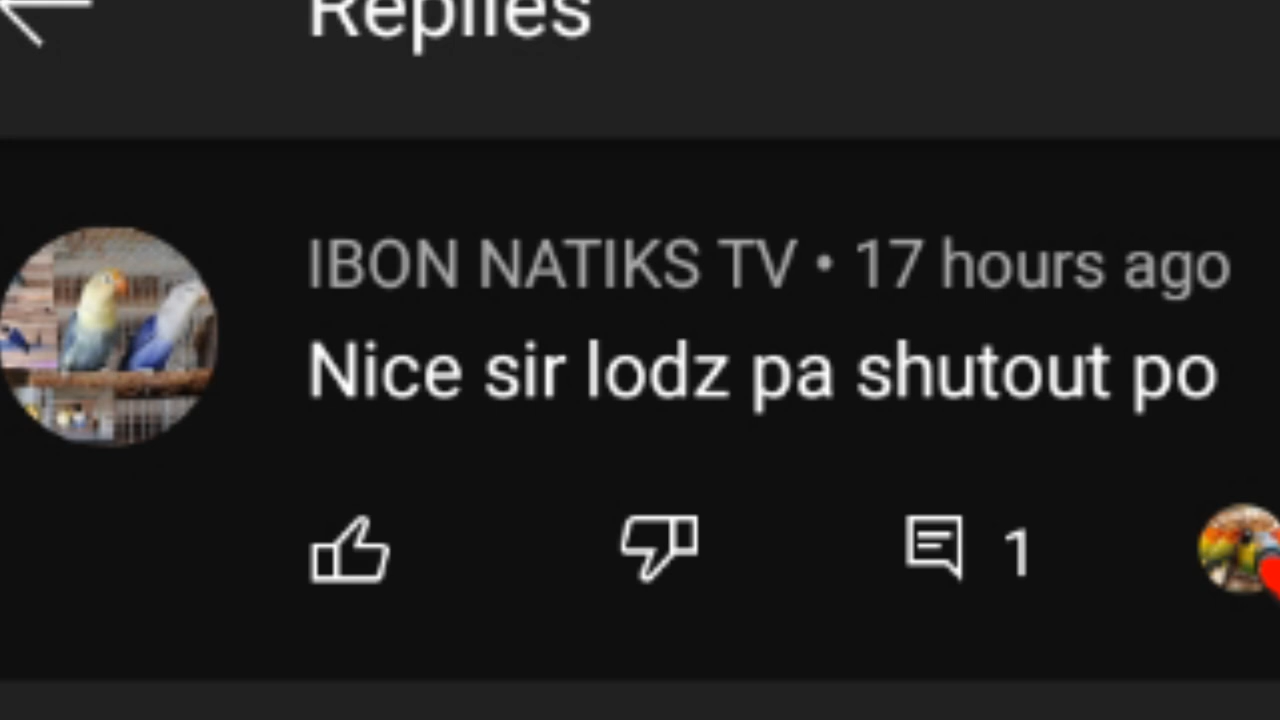 Replies
IBON NATIKS TV • 17 hours ago
Nice sir lodz pa shutout po
1